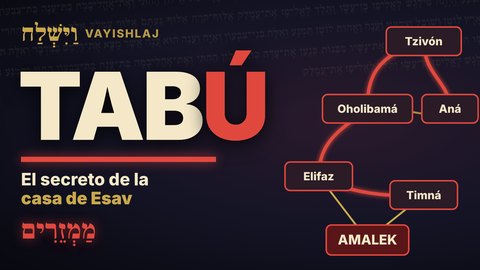 וַיִּשְׁלַח VAYISHLAJ
TABÚ
El secreto de la
casa de Esav
מַמְזֵרִים
Tzivón
Oholibamá
Aná
Elifaz
Timná
AMALEK